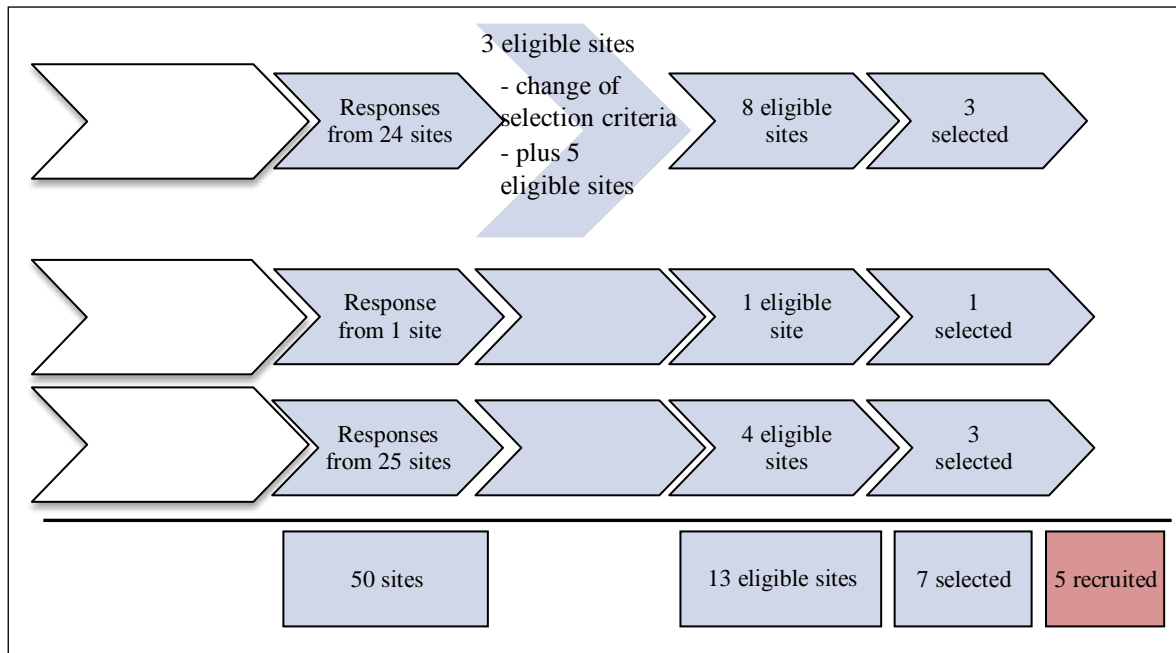 Responses
from 24 sites
3 eligible sites
- change of
selection criteria
- plus 5
eligible sites
8 eligible
sites
3
selected
Response
from 1 site
1 eligible
site
1
selected
Responses
from 25 sites
4 eligible
sites
3
selected
50 sites
13 eligible sites
7 selected
5 recruited